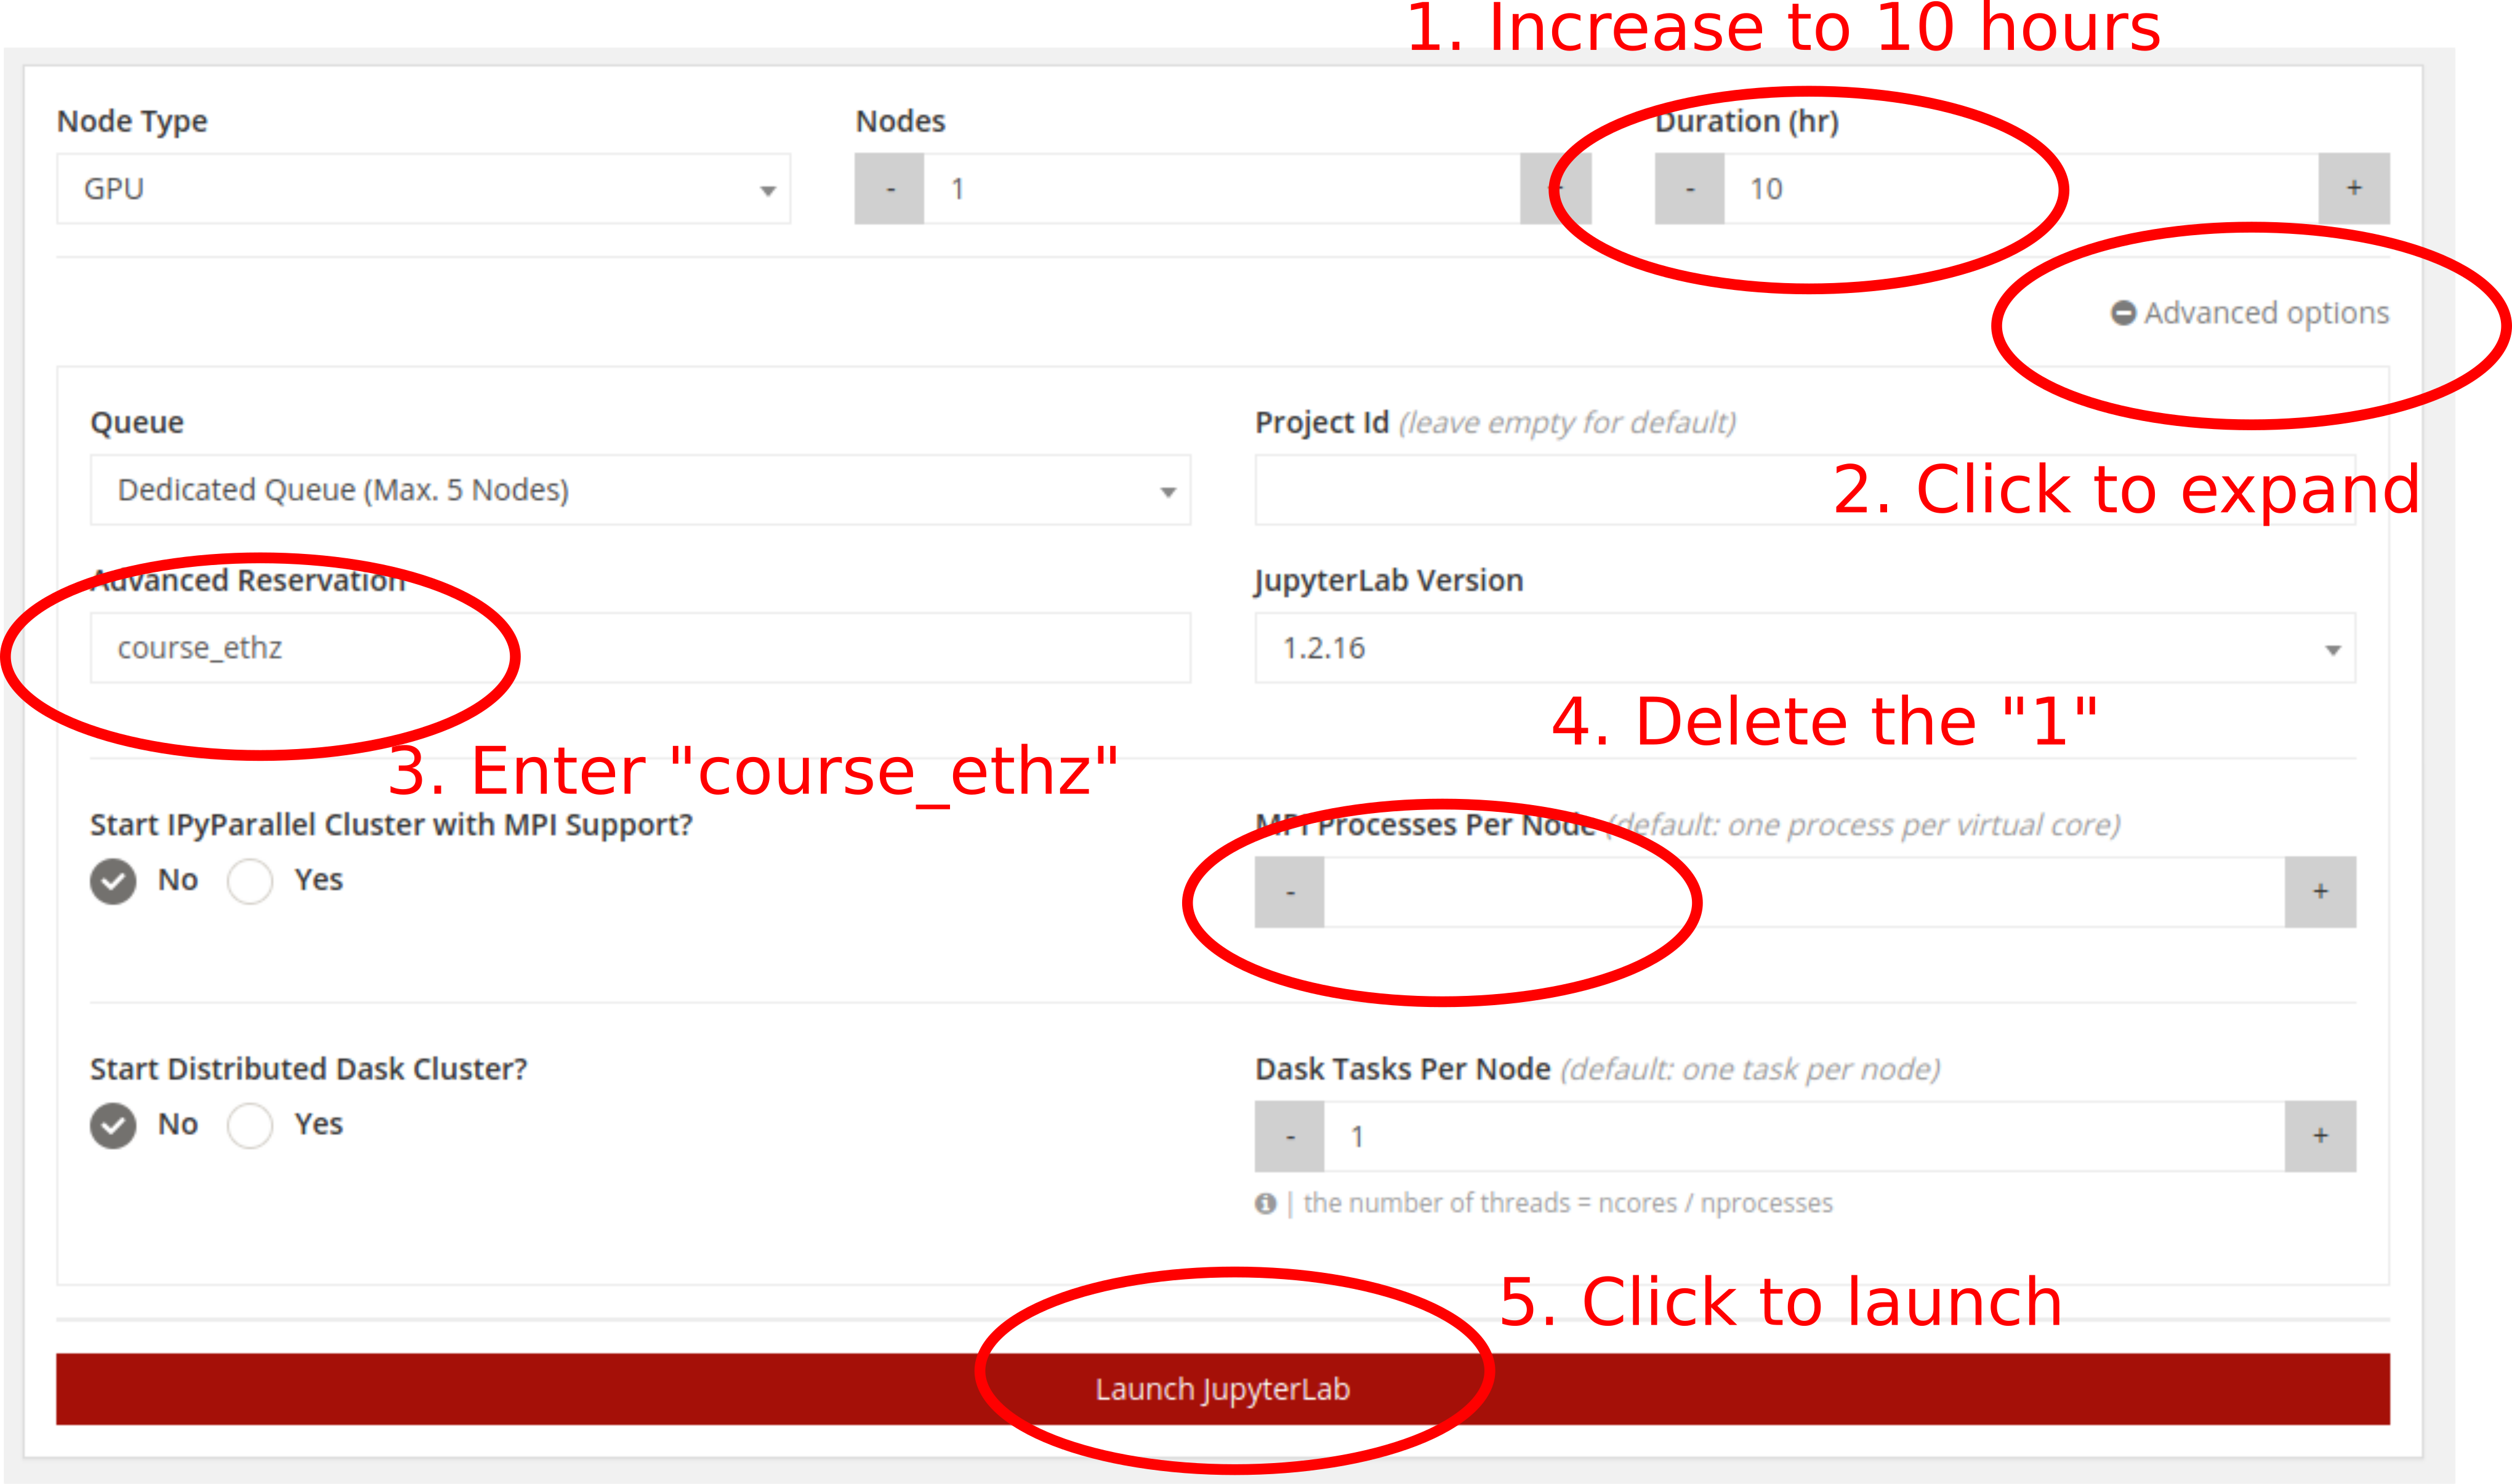 1. Increase to 10 hours
Node Type
Nodes
Duration (hr)
GPU
- 1 +
- 10 +
Advanced options
Queue
Project Id (leave empty for default)
Dedicated Queue (Max. 5 Nodes)
2. Click to expand
Advanced Reservation
JupyterLab Version
course_ethz
1.2.16
4. Delete the "1"
3. Enter "course_ethz"
Start IPyParallel Cluster with MPI Support?
MPI Processes Per Node (default: one process per virtual core)
No Yes
- +
Start Distributed Dask Cluster?
Dask Tasks Per Node (default: one task per node)
No Yes
- 1 +
| the number of threads = ncores / nprocesses
5. Click to launch
Launch JupyterLab